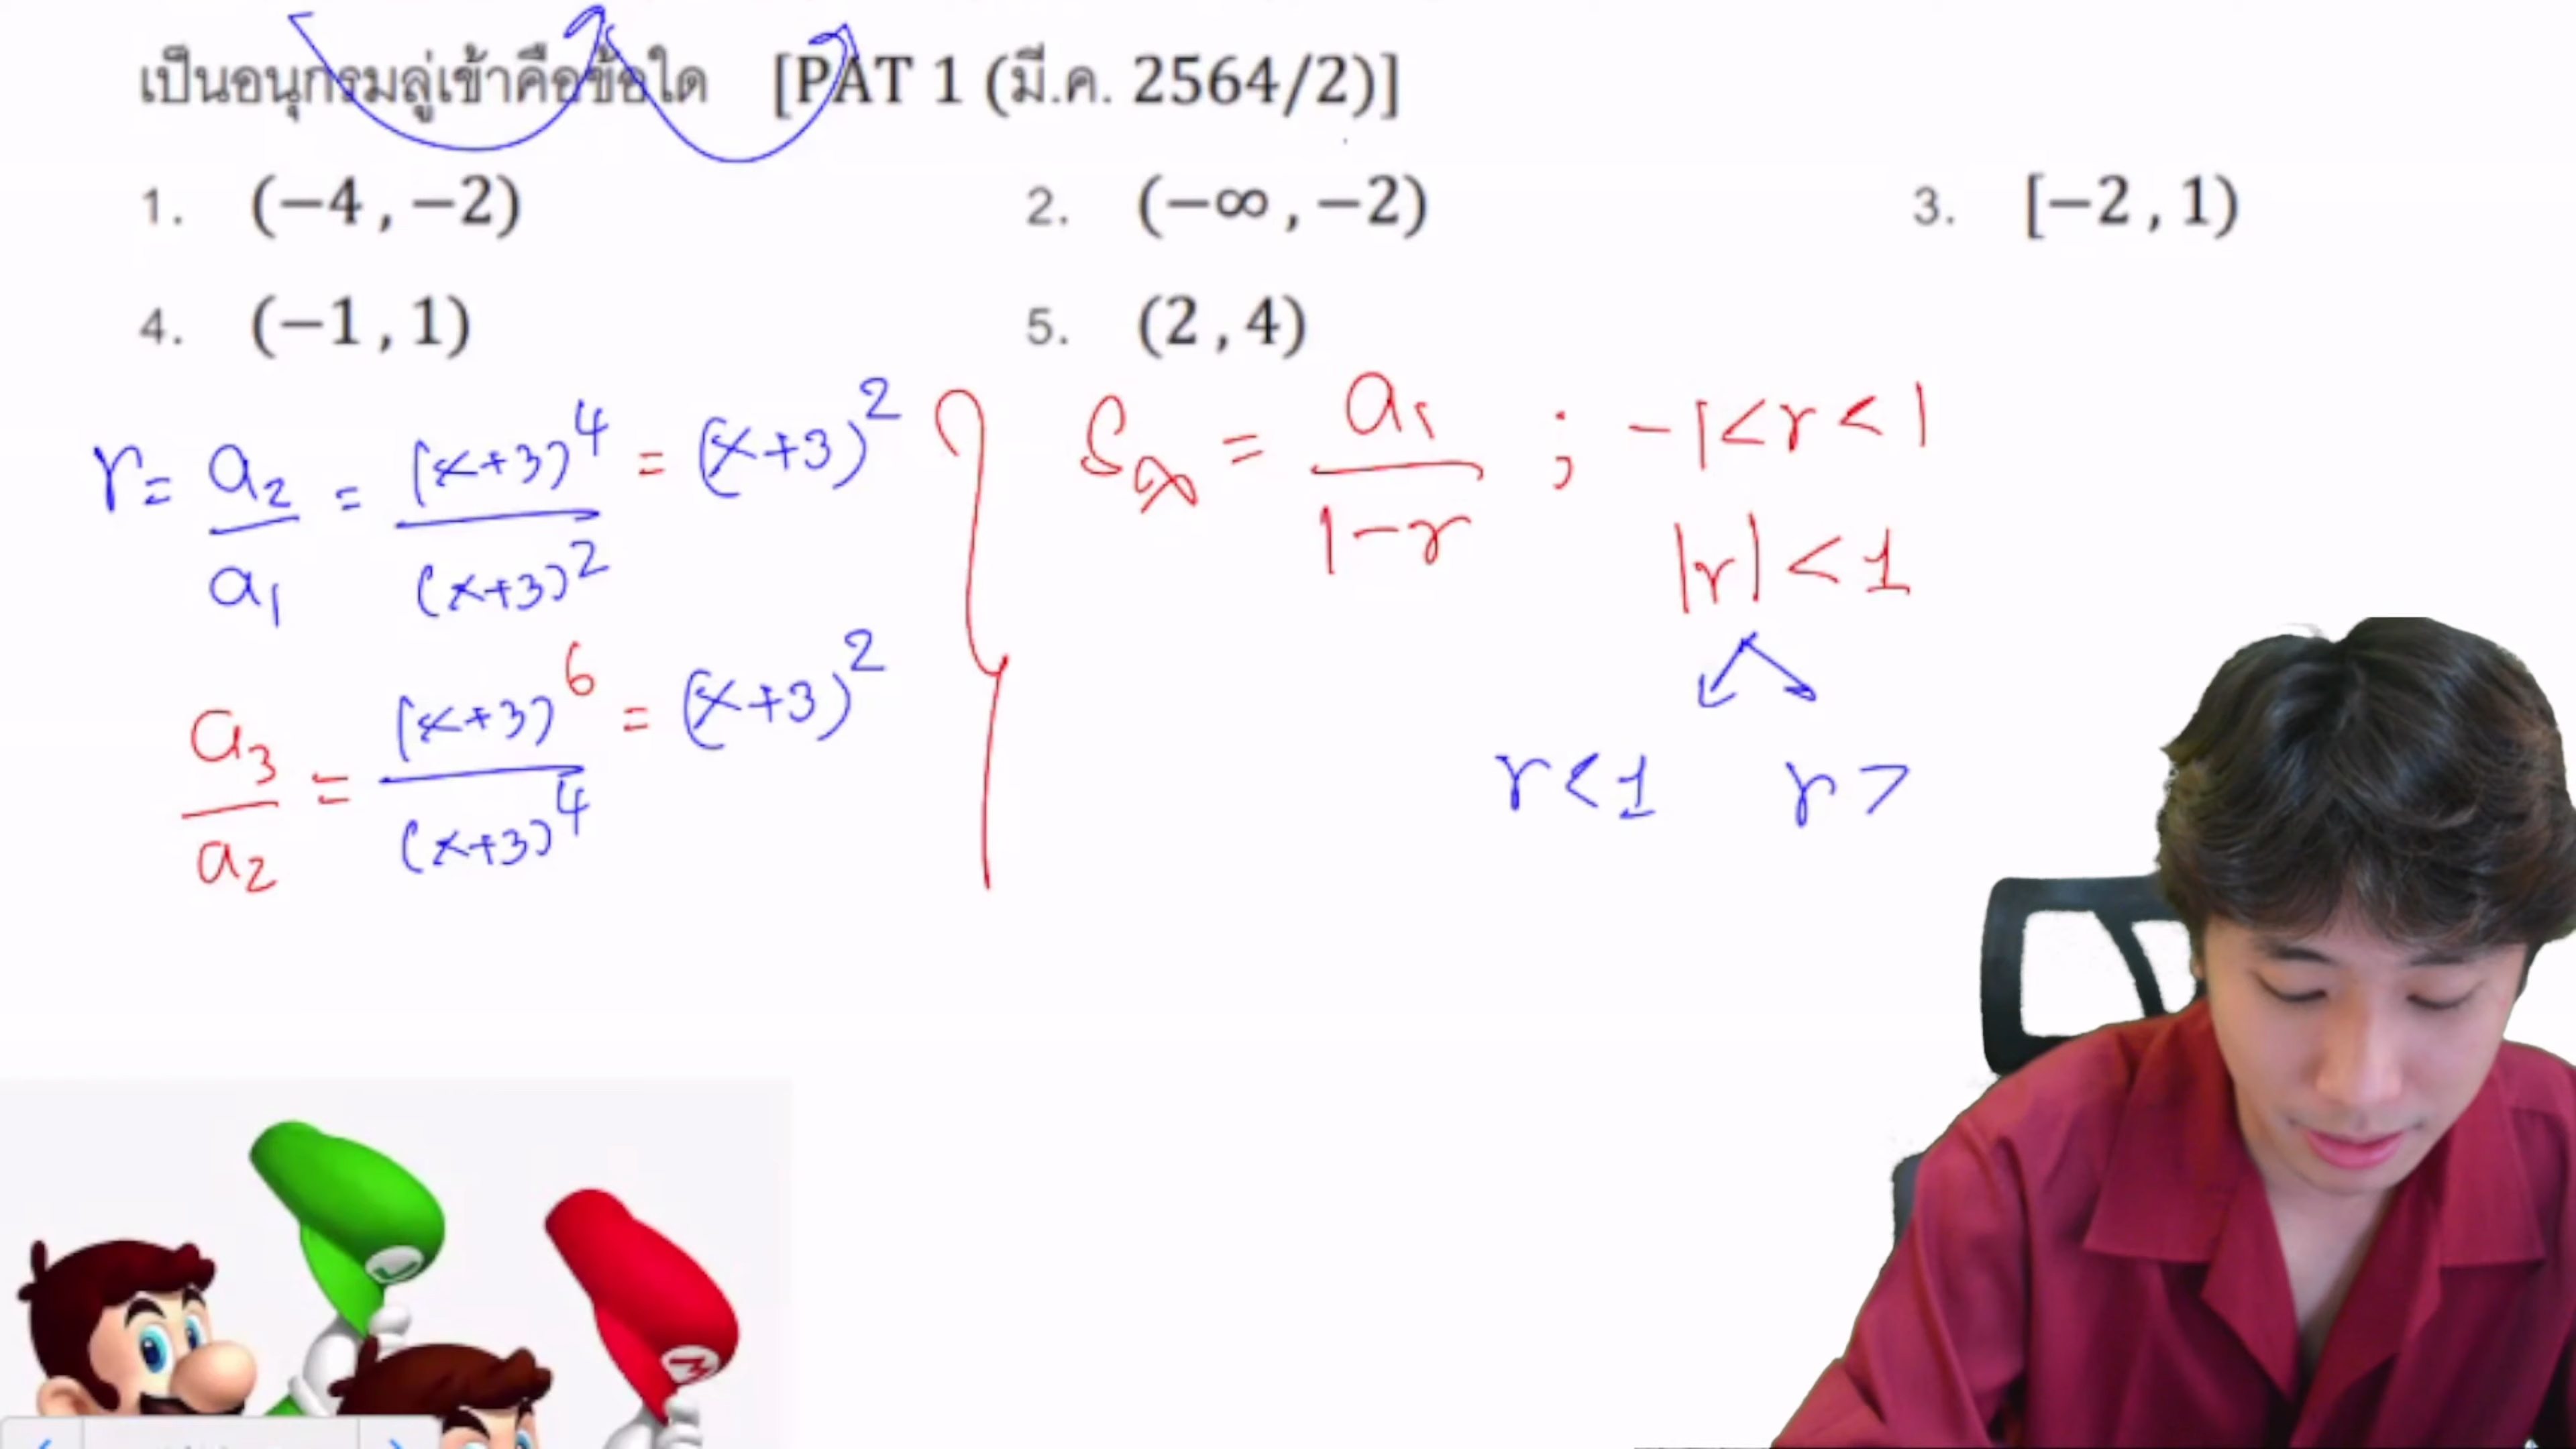 เป็นอนุกรมลู่เข้าคือข้อใด [PAT 1 (มี.ค. 2564/2)]
1. (−4 , −2)
2. (−∞ , −2)
3. [−2 , 1)
4. (−1 , 1)
5. (2 , 4)
r = a₂/a₁ = (x+3)⁴/(x+3)² = (x+3)²
a₃/a₂ = (x+3)⁶/(x+3)⁴ = (x+3)²
S∞ = a₁/(1−r) ; −1<r<1
|r| < 1
r<1 r>
L
M